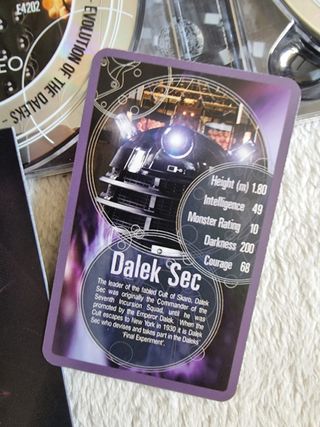 E4202
EVOLUTION OF THE DALEKS -
Height (m) 1.80
Intelligence 49
Monster Rating 10
Darkness 200
Courage 68
Dalek Sec
The leader of the fabled Cult of Skaro, Dalek
Sec was originally the Commander of the
Seventh Incursion Squad, until he was
promoted by the Emperor Dalek. When the
Cult escapes to New York in 1930 it is Dalek
Sec who devises and takes part in the Daleks'
'Final Experiment'.